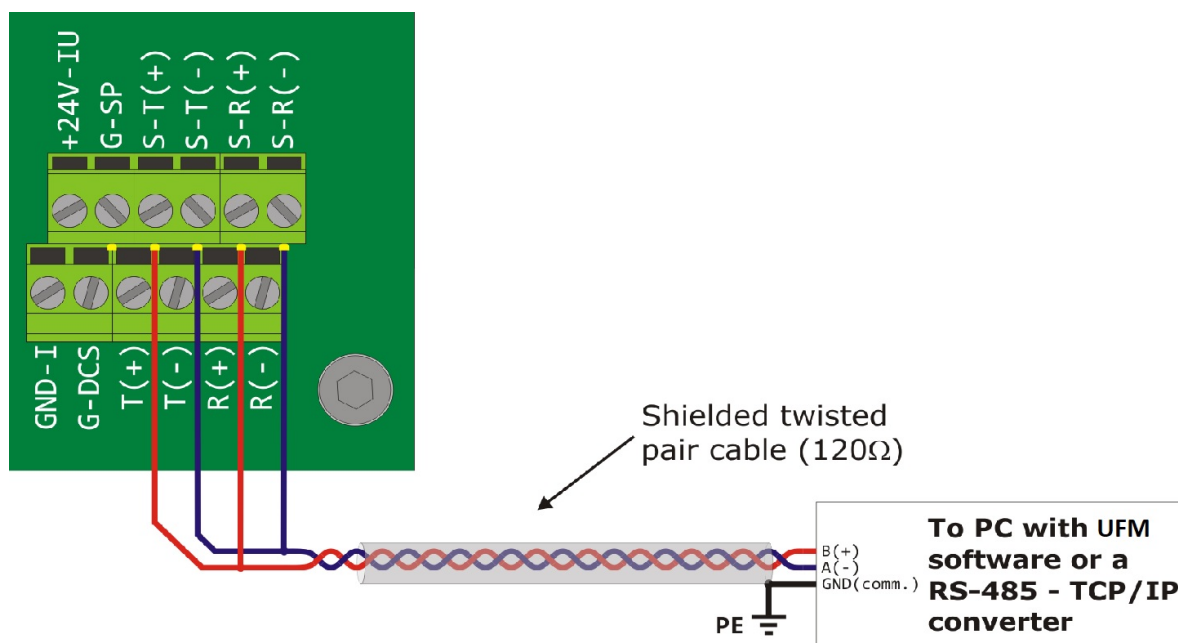 +24V-IU
G-SP
S-T(+)
S-T(-)
S-R(+)
S-R(-)
GND-I
G-DCS
T(+)
T(-)
R(+)
R(-)
Shielded twisted
pair cable (120Ω)
B(+)
A(-)
GND(comm.)
PE
To PC with UFM
software or a
RS-485 - TCP/IP
converter